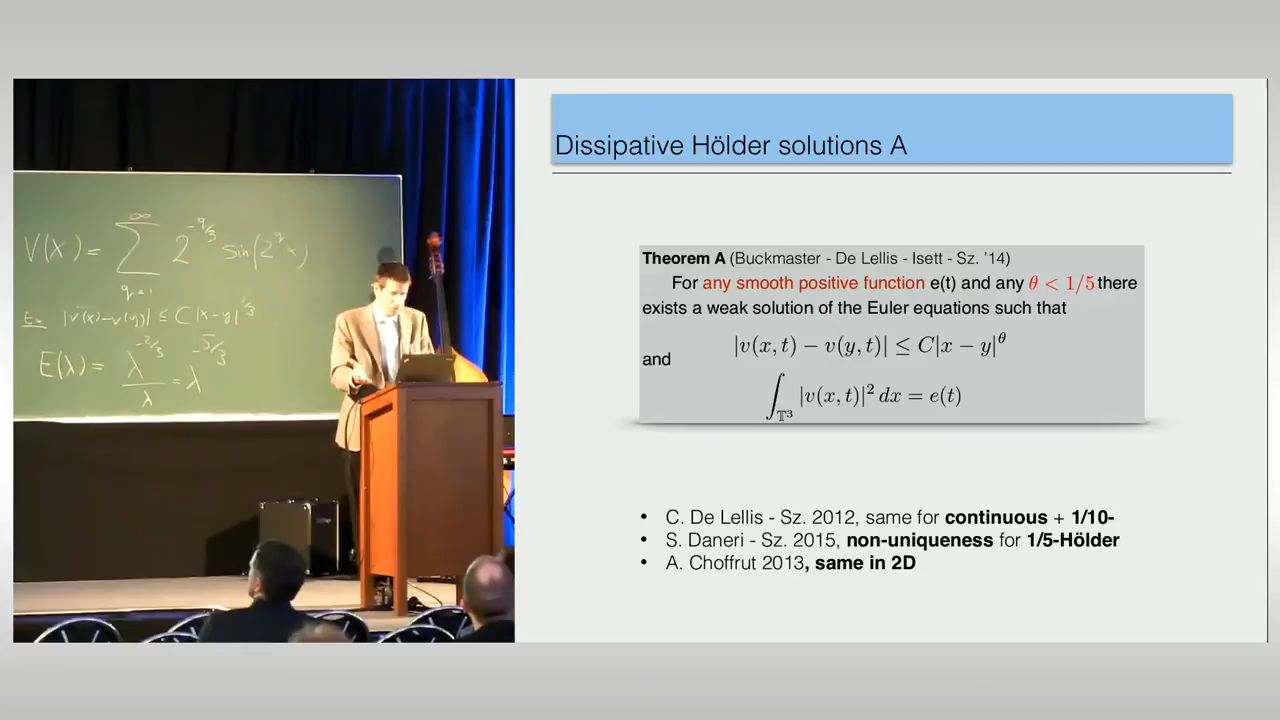 V(x) = ∑ 2^{-q/3} sin(2^q x)
∞
q=1
Ex |v(x)-v(y)| ≤ C|x-y|^{1/3}
E(λ) = λ^{-2/3} / λ = λ^{-5/3}
Dissipative Hölder solutions A
Theorem A (Buckmaster - De Lellis - Isett - Sz. '14)
For any smooth positive function e(t) and any θ < 1/5 there
exists a weak solution of the Euler equations such that
|v(x, t) − v(y, t)| ≤ C|x − y|^θ
and
∫_{𝕋³} |v(x, t)|² dx = e(t)
• C. De Lellis - Sz. 2012, same for continuous + 1/10-
• S. Daneri - Sz. 2015, non-uniqueness for 1/5-Hölder
• A. Choffrut 2013, same in 2D